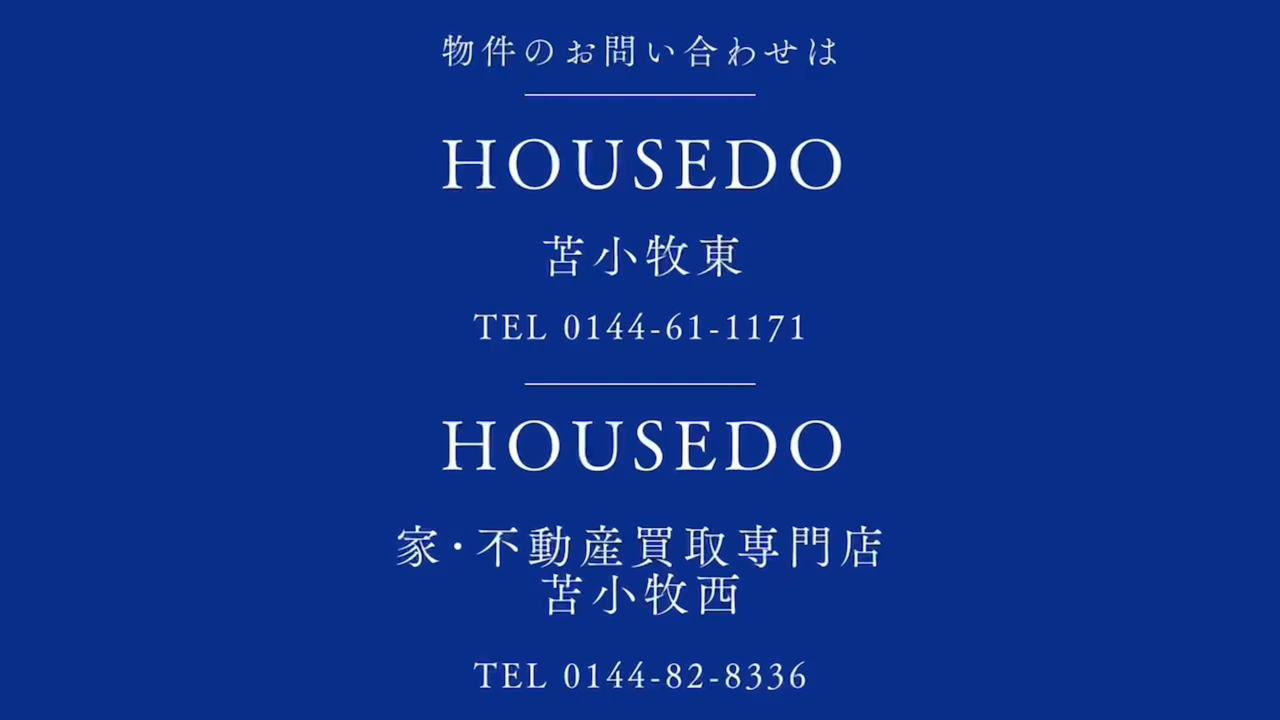 物件のお問い合わせは
HOUSEDO
苫小牧東
TEL 0144-61-1171
HOUSEDO
家・不動産買取専門店
苫小牧西
TEL 0144-82-8336